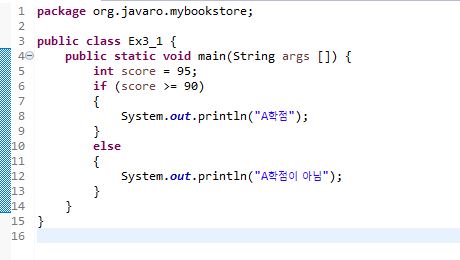 1 package org.javaro.mybookstore;
2
3 public class Ex3_1 {
4 public static void main(String args []) {
5 int score = 95;
6 if (score >= 90)
7 {
8 System.out.println("A학점");
9 }
10 else
11 {
12 System.out.println("A학점이 아님");
13 }
14 }
15 }
16